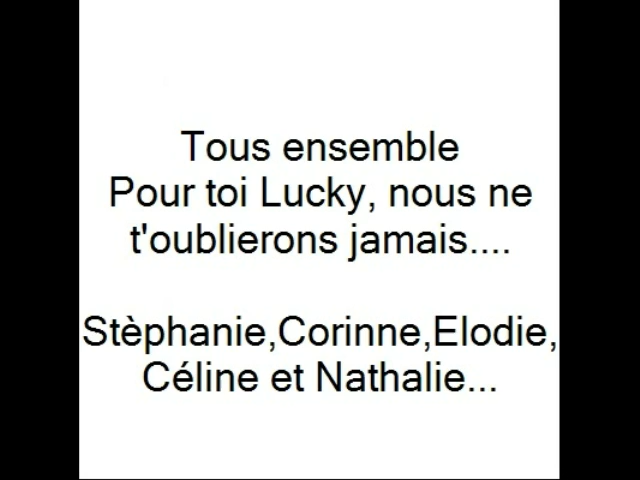 Tous ensemble
Pour toi Lucky, nous ne
t'oublierons jamais....
Stèphanie,Corinne,Elodie,
Céline et Nathalie...